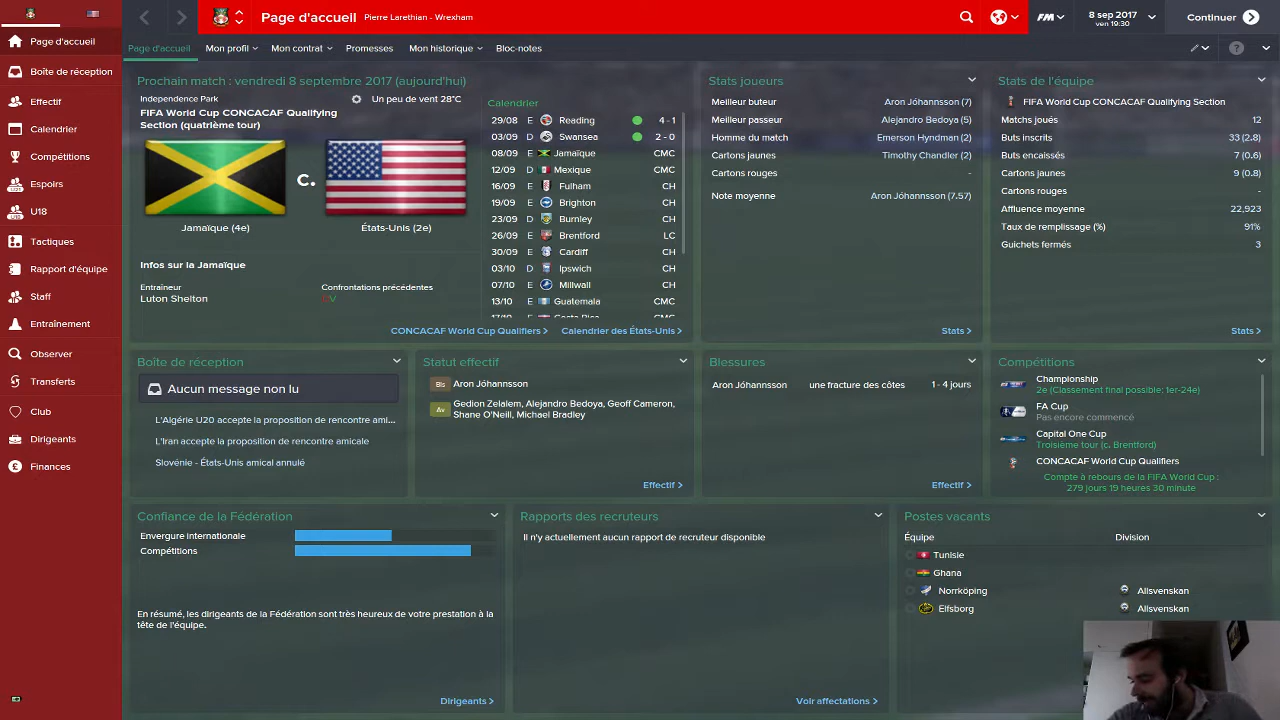 Page d'accueil
Pierre Larethian - Wrexham
FM
8 sep 2017
ven 19:30
Continuer
Page d'accueil
Boîte de réception
Effectif
Calendrier
Compétitions
Espoirs
U18
Tactiques
Rapport d'équipe
Staff
Entraînement
Observer
Transferts
Club
Dirigeants
Finances
Page d'accueil
Mon profil
Mon contrat
Promesses
Mon historique
Bloc-notes
Prochain match : vendredi 8 septembre 2017 (aujourd'hui)
Independence Park
Un peu de vent 28°C
FIFA World Cup CONCACAF Qualifying
Section (quatrième tour)
c.
Jamaïque (4e)
États-Unis (2e)
Infos sur la Jamaïque
Entraineur
Luton Shelton
Confrontations précédentes
V
Calendrier
29/08 E Reading 4 - 1
03/09 D Swansea 2 - 0
08/09 E Jamaïque CMC
12/09 D Mexique CMC
16/09 E Fulham CH
19/09 E Brighton CH
23/09 D Burnley CH
26/09 E Brentford LC
30/09 E Cardiff CH
03/10 D Ipswich CH
07/10 E Millwall CH
13/10 E Guatemala CMC
CONCACAF World Cup Qualifiers >
Calendrier des États-Unis >
Stats joueurs
Meilleur buteur Aron Jóhannsson (7)
Meilleur passeur Alejandro Bedoya (5)
Homme du match Emerson Hyndman (2)
Cartons jaunes Timothy Chandler (2)
Cartons rouges -
Note moyenne Aron Jóhannsson (7.57)
Stats >
Stats de l'équipe
FIFA World Cup CONCACAF Qualifying Section
Matchs joués 12
Buts inscrits 33 (2.8)
Buts encaissés 7 (0.6)
Cartons jaunes 9 (0.8)
Cartons rouges -
Affluence moyenne 22,923
Taux de remplissage (%) 91%
Guichets fermés 3
Stats >
Boîte de réception
Aucun message non lu
L'Algérie U20 accepte la proposition de rencontre ami...
L'Iran accepte la proposition de rencontre amicale
Slovénie - États-Unis amical annulé
Statut effectif
Bls Aron Jóhannsson
Av Gedion Zelalem, Alejandro Bedoya, Geoff Cameron,
Shane O'Neill, Michael Bradley
Effectif >
Blessures
Aron Jóhannsson une fracture des côtes 1 - 4 jours
Effectif >
Compétitions
Championship
2e (Classement final possible: 1er-24e)
FA Cup
Pas encore commencé
Capital One Cup
Troisième tour (c. Brentford)
CONCACAF World Cup Qualifiers
Compte à rebours de la FIFA World Cup :
279 jours 19 heures 30 minute
Confiance de la Fédération
Envergure internationale
Compétitions
En résumé, les dirigeants de la Fédération sont très heureux de votre prestation à la
tête de l'équipe.
Dirigeants >
Rapports des recruteurs
Il n'y actuellement aucun rapport de recruteur disponible
Voir affectations >
Postes vacants
Équipe Division
Tunisie
Ghana
Norrköping Allsvenskan
Elfsborg Allsvenskan